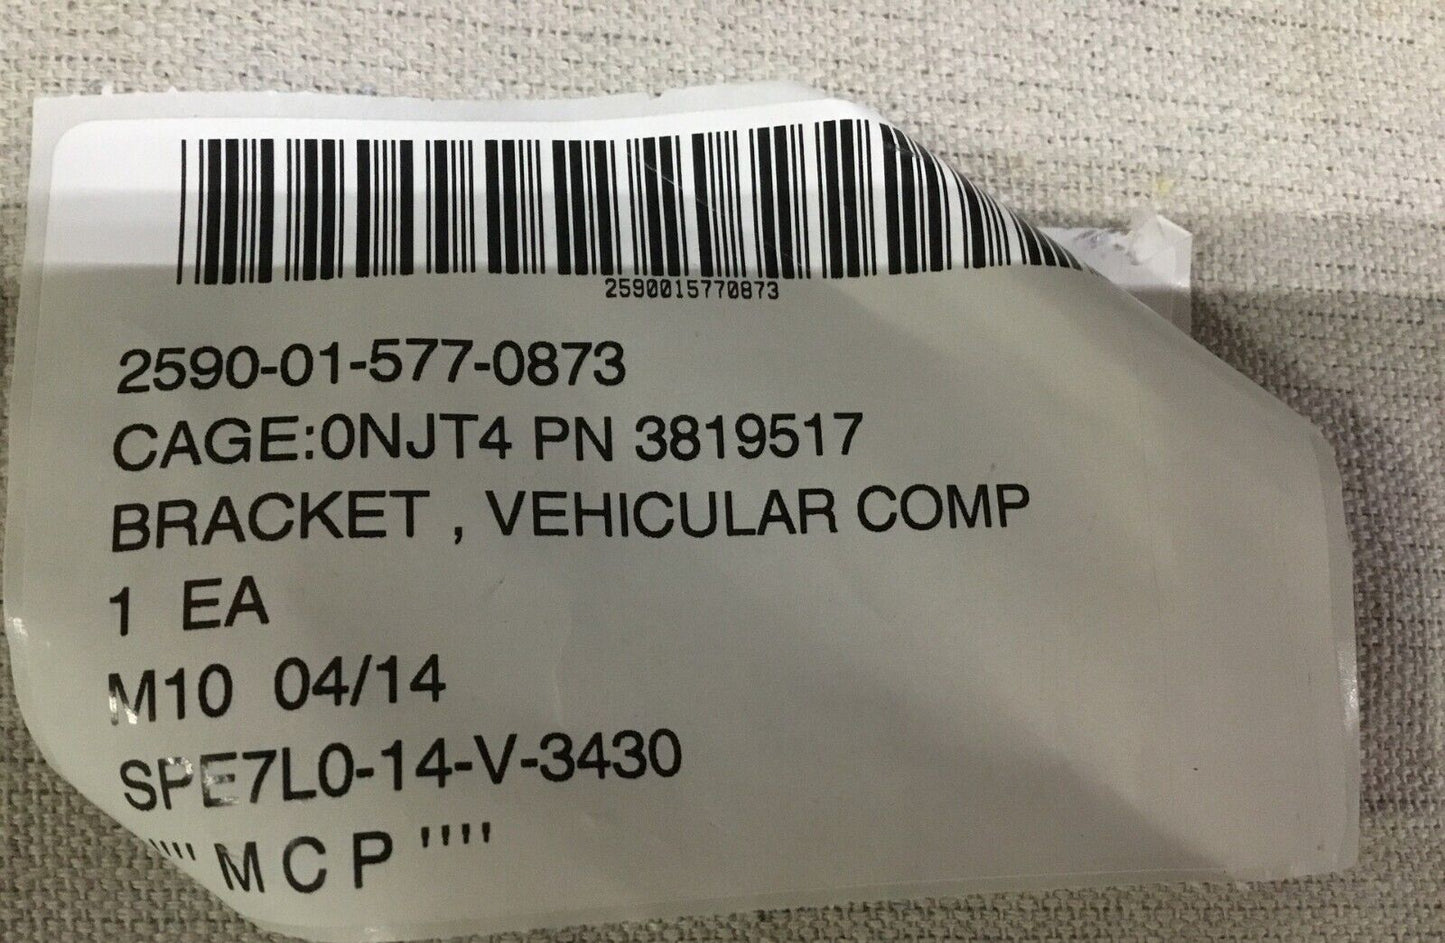 2590015770873
2590-01-577-0873
CAGE:0NJT4 PN 3819517
BRACKET , VEHICULAR COMP
1 EA
M10 04/14
SPE7L0-14-V-3430
"" M C P ''''